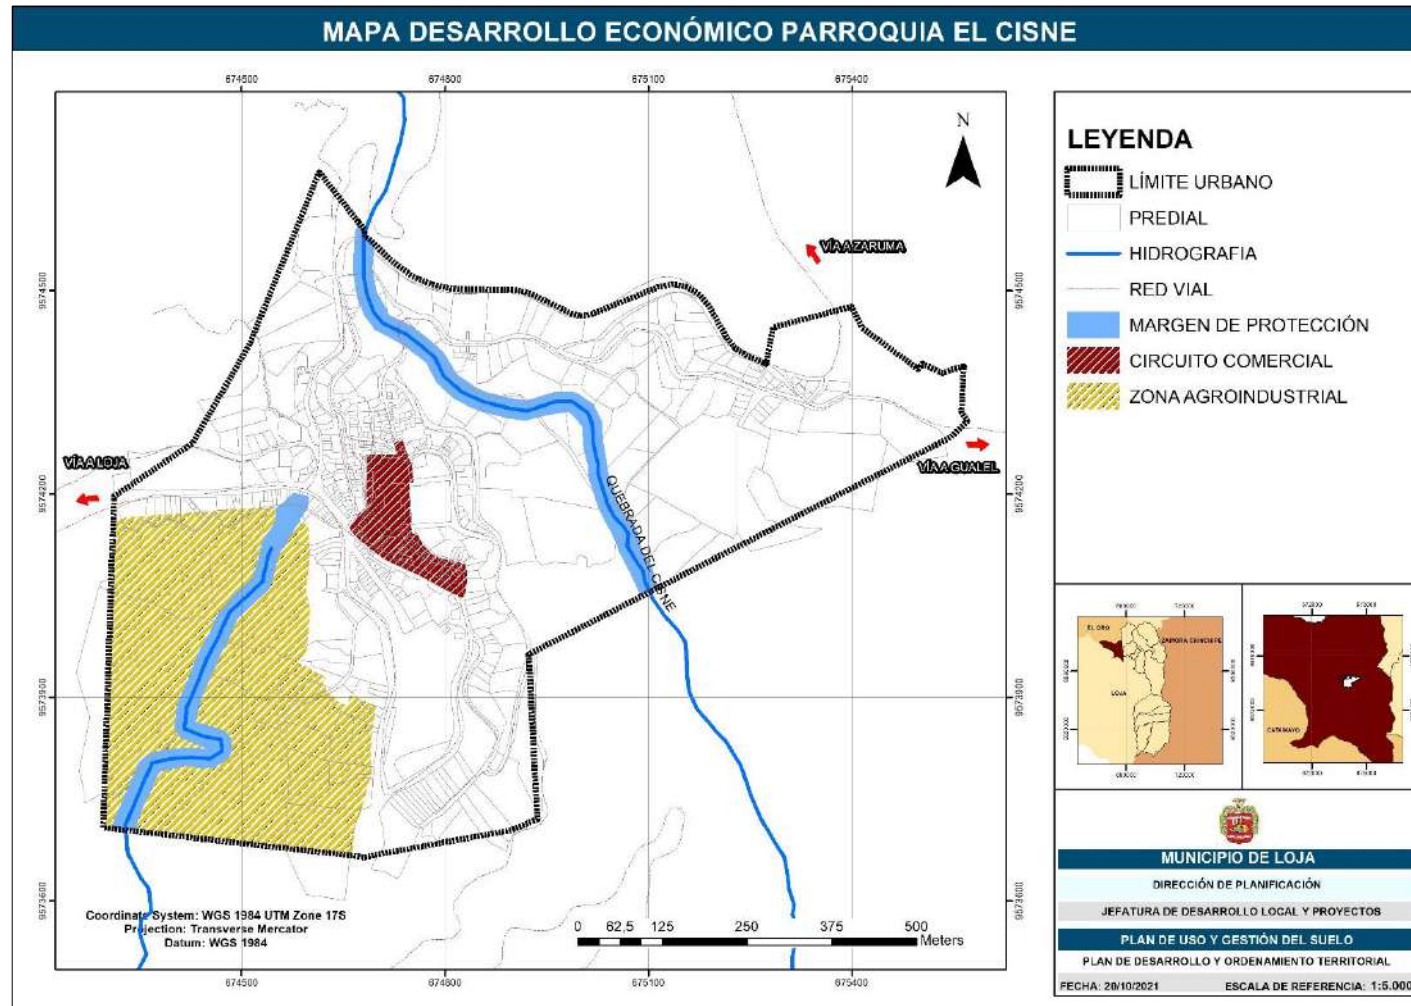 MAPA DESARROLLO ECONÓMICO PARROQUIA EL CISNE
674500 674800 675100 675400
N
VÍA A ZARUMA
9574500 9574500
VÍA A LOJA
VÍA A GUALEL
9574200 9574200
QUEBRADA DEL CISNE
9573900 9573900
9573600 9573600
Coordinate System: WGS 1984 UTM Zone 17S
Projection: Transverse Mercator
Datum: WGS 1984
0 62,5 125 250 375 500
Meters
674500 674800 675100 675400
LEYENDA
LÍMITE URBANO
PREDIAL
HIDROGRAFIA
RED VIAL
MARGEN DE PROTECCIÓN
CIRCUITO COMERCIAL
ZONA AGROINDUSTRIAL
EL ORO
ZAMORA CHINCHIPE
LOJA
CATAMAYO
MUNICIPIO DE LOJA
DIRECCIÓN DE PLANIFICACIÓN
JEFATURA DE DESARROLLO LOCAL Y PROYECTOS
PLAN DE USO Y GESTIÓN DEL SUELO
PLAN DE DESARROLLO Y ORDENAMIENTO TERRITORIAL
FECHA: 20/10/2021 ESCALA DE REFERENCIA: 1:5.000